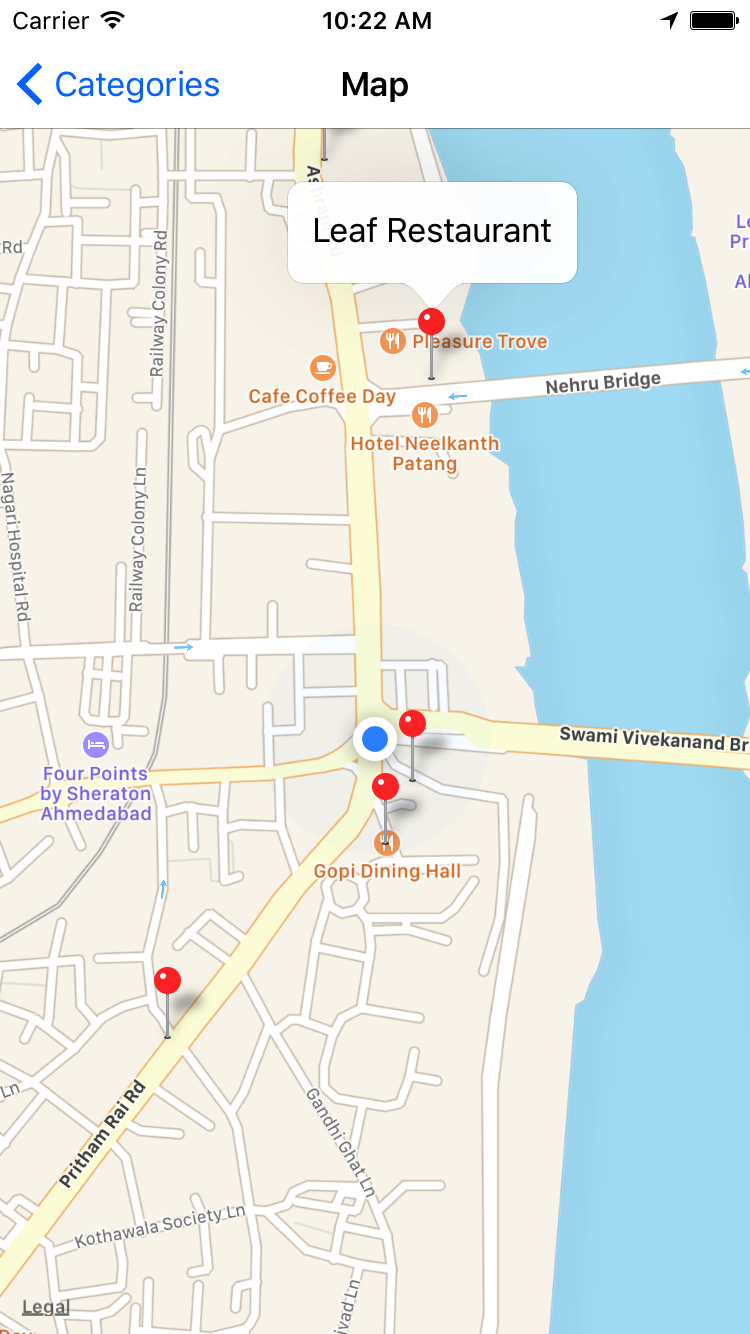 Carrier 10:22 AM
Categories Map
Leaf Restaurant
Rd
Railway Colony Rd
Pleasure Trove
Cafe Coffee Day
Nehru Bridge
Hotel Neelkanth
Patang
Nagari Hospital Rd
Railway Colony Ln
Swami Vivekanand Br
Four Points
by Sheraton
Ahmedabad
Gopi Dining Hall
Ln
Pritham Rai Rd
Gandhi Ghat Ln
Kothawala Society Ln
Legal